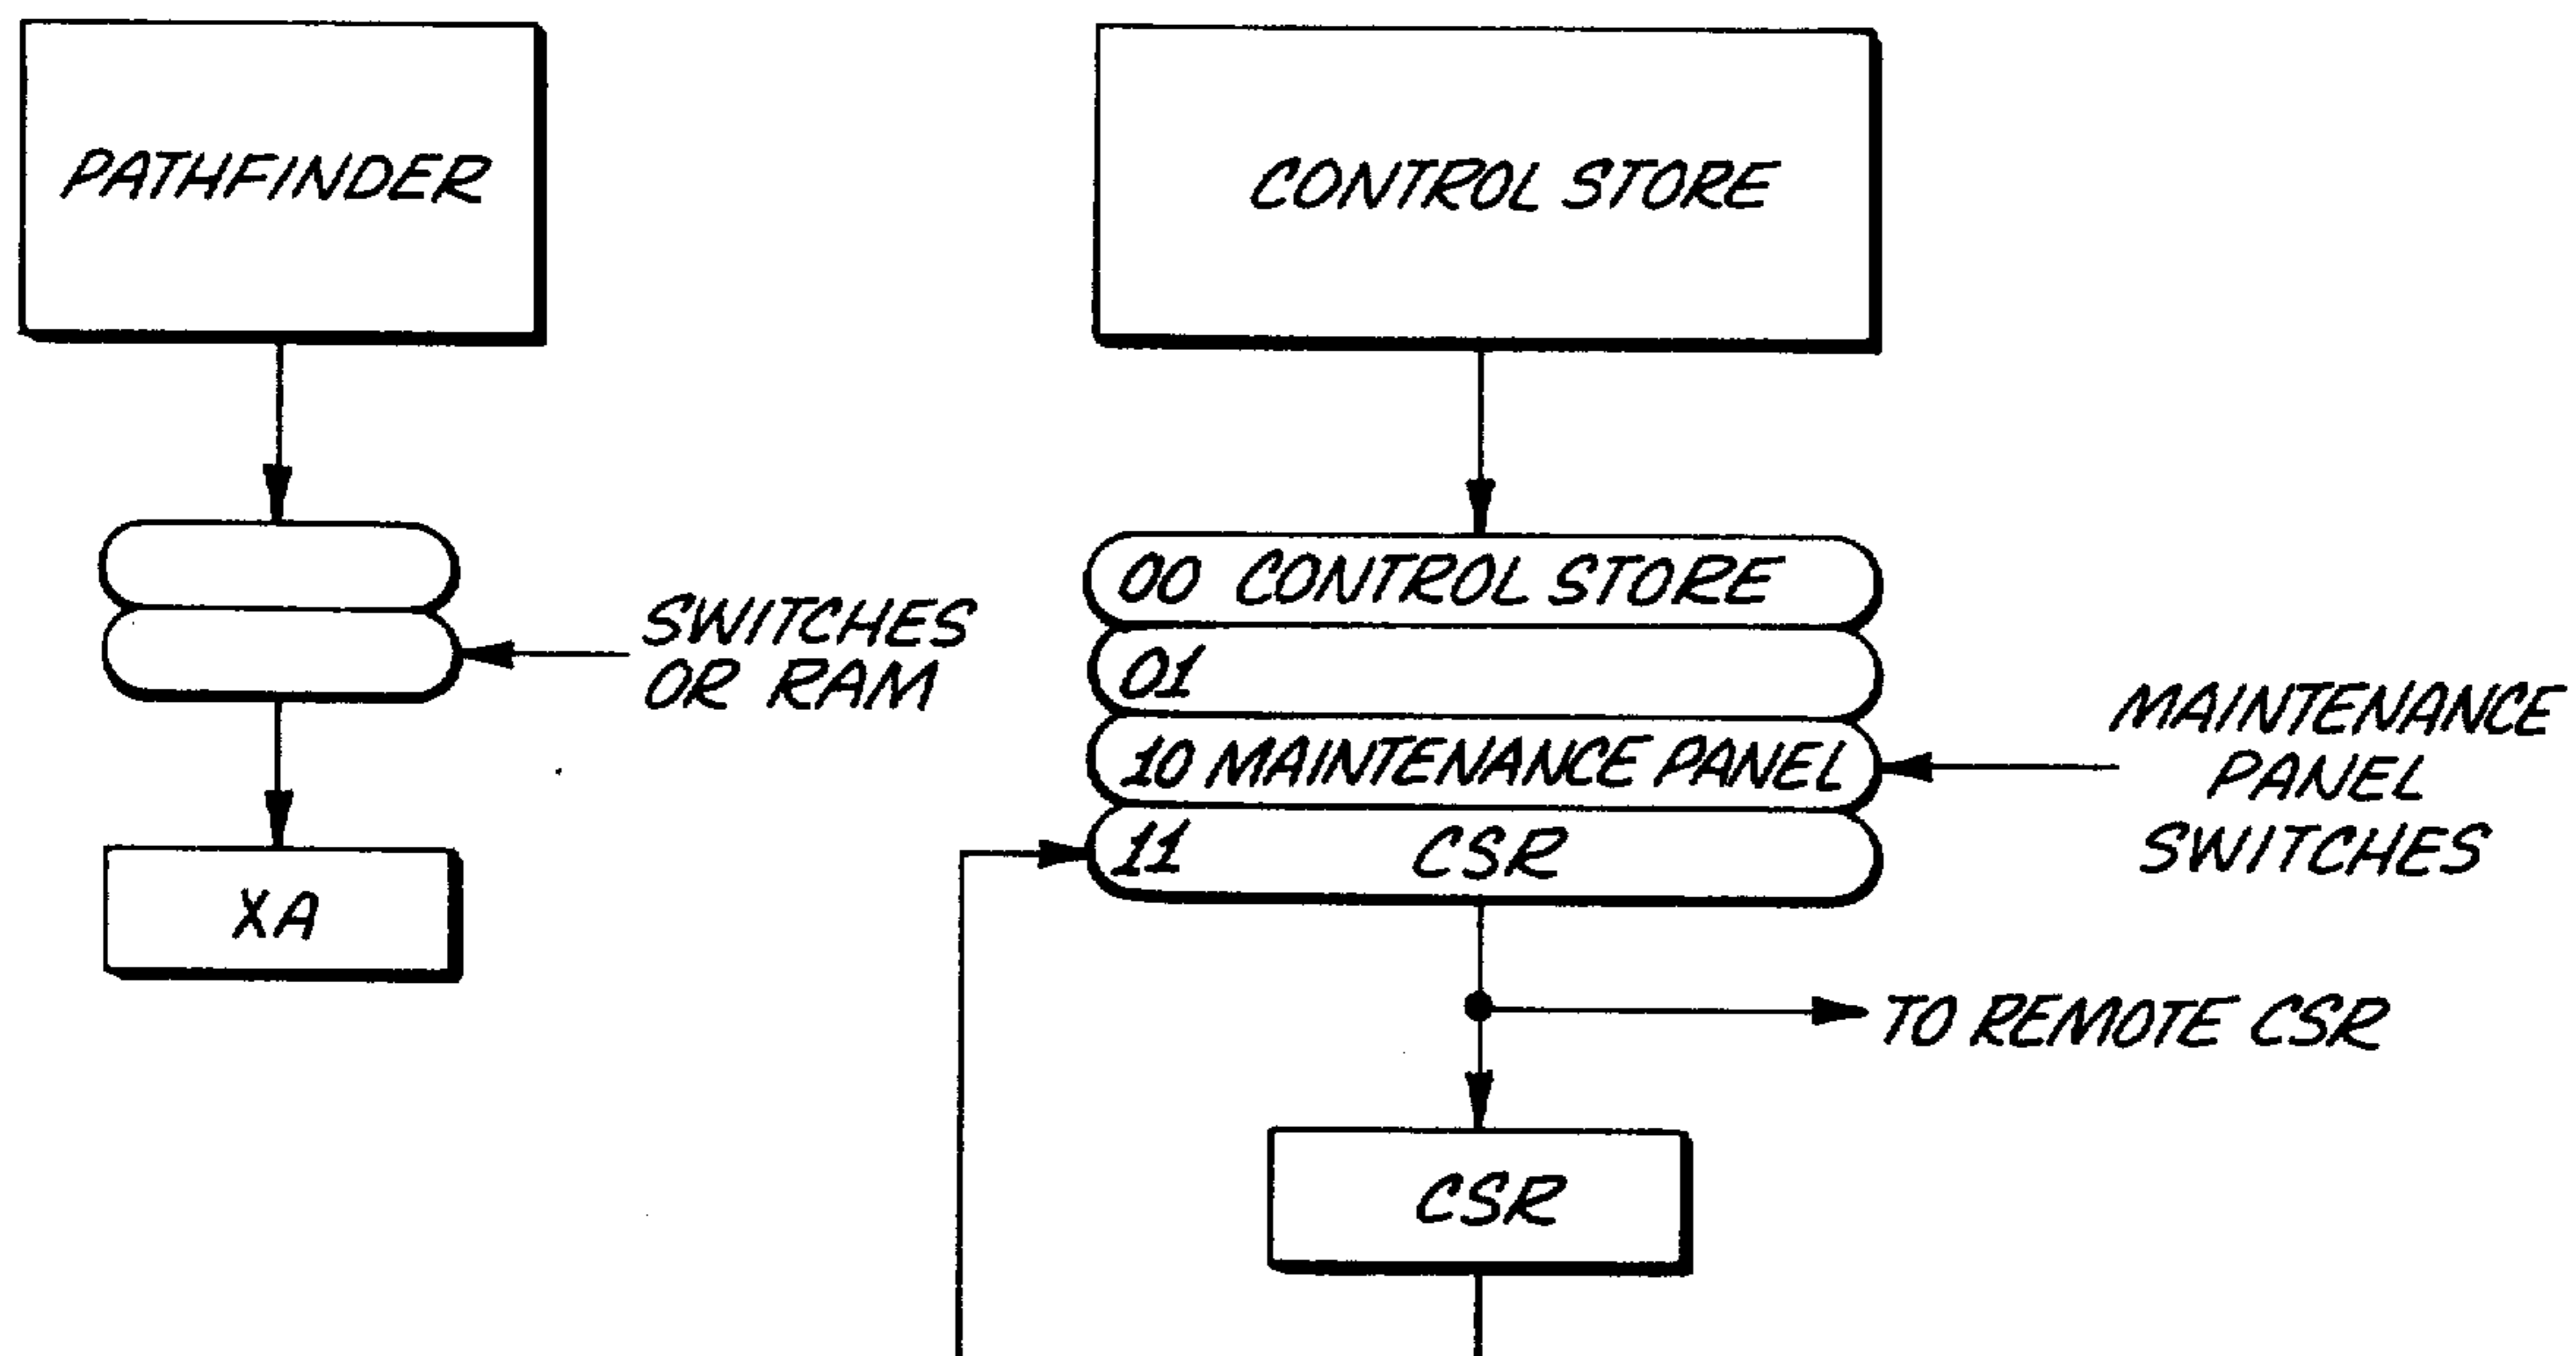 PATHFINDER
SWITCHES
OR RAM
XA
CONTROL STORE
00 CONTROL STORE
01
10 MAINTENANCE PANEL
11 CSR
MAINTENANCE
PANEL
SWITCHES
TO REMOTE CSR
CSR